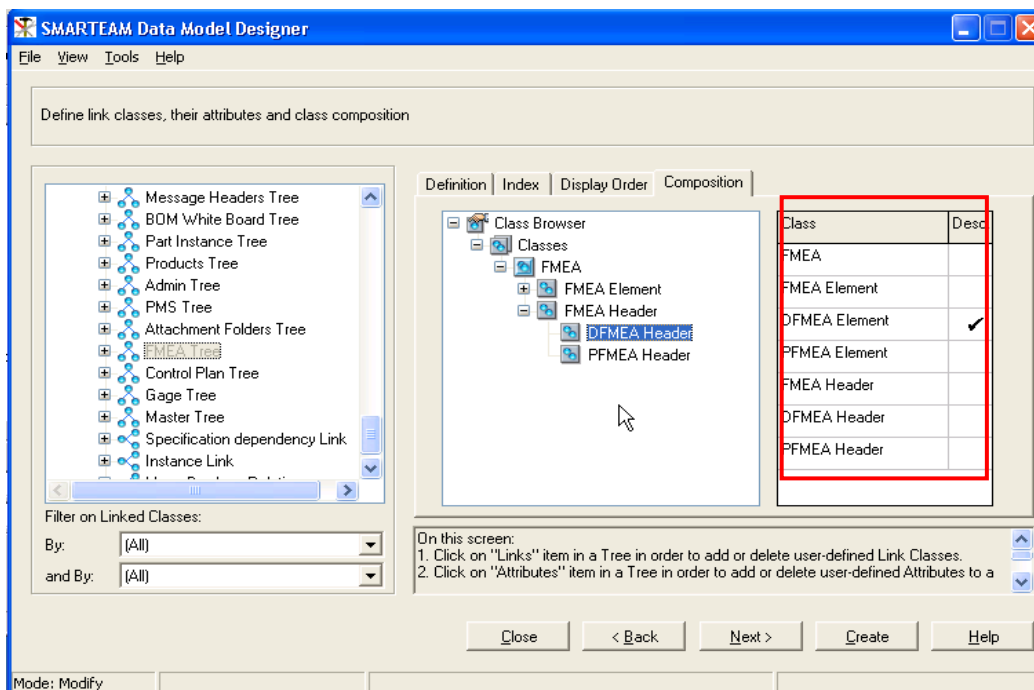 SMARTEAM Data Model Designer
File View Tools Help
Define link classes, their attributes and class composition
Message Headers Tree
BOM White Board Tree
Part Instance Tree
Products Tree
Admin Tree
PMS Tree
Attachment Folders Tree
FMEA Tree
Control Plan Tree
Gage Tree
Master Tree
Specification dependency Link
Instance Link
Filter on Linked Classes:
By: (All)
and By: (All)
Definition Index Display Order Composition
Class Browser
Classes
FMEA
FMEA Element
FMEA Header
DFMEA Header
PFMEA Header
Class Desc
FMEA
FMEA Element
DFMEA Element
PFMEA Element
FMEA Header
DFMEA Header
PFMEA Header
On this screen:
1. Click on "Links" item in a Tree in order to add or delete user-defined Link Classes.
2. Click on "Attributes" item in a Tree in order to add or delete user-defined Attributes to a
Close < Back Next > Create Help
Mode: Modify